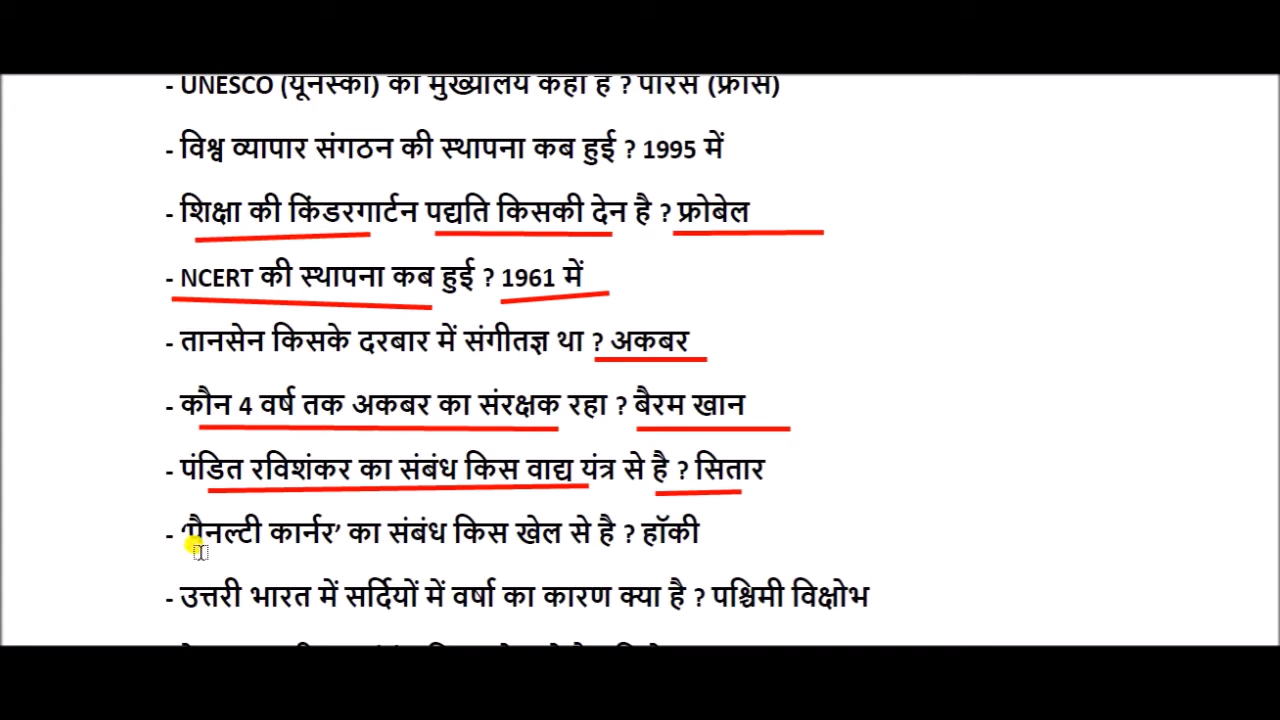 - UNESCO (यूनेस्को) का मुख्यालय कहाँ है ? पेरिस (फ्रांस)
- विश्व व्यापार संगठन की स्थापना कब हुई ? 1995 में
- शिक्षा की किंडरगार्टन पद्यति किसकी देन है ? फ्रोबेल
- NCERT की स्थापना कब हुई ? 1961 में
- तानसेन किसके दरबार में संगीतज्ञ था ? अकबर
- कौन 4 वर्ष तक अकबर का संरक्षक रहा ? बैरम खान
- पंडित रविशंकर का संबंध किस वाद्य यंत्र से है ? सितार
- ‘पैनल्टी कार्नर’ का संबंध किस खेल से है ? हॉकी
- उत्तरी भारत में सर्दियों में वर्षा का कारण क्या है ? पश्चिमी विक्षोभ